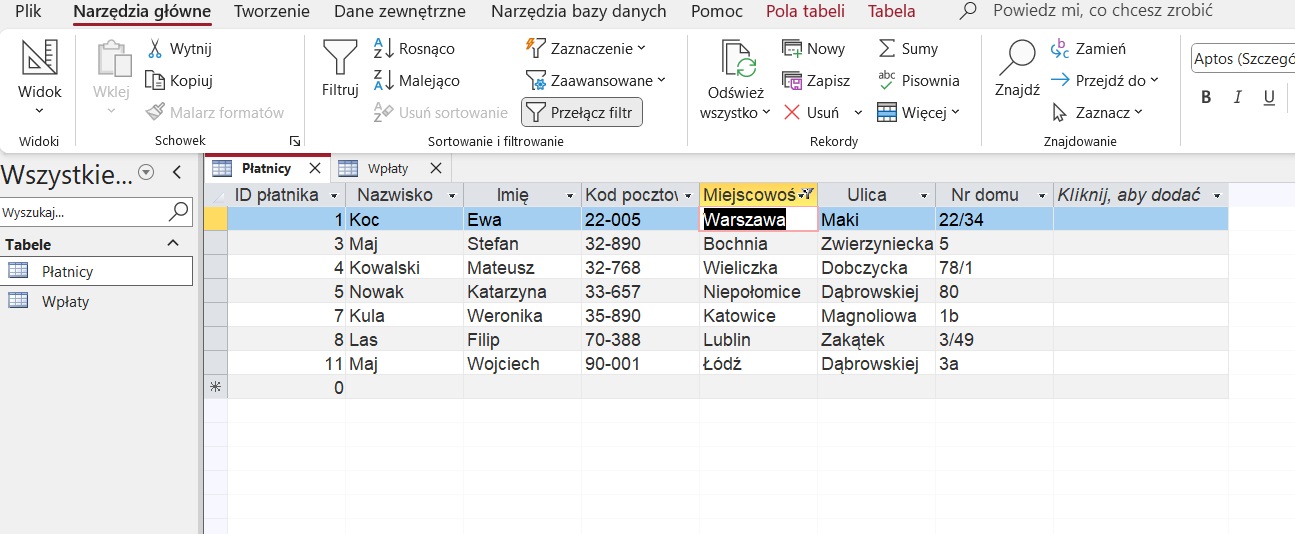 Plik Narzędzia główne Tworzenie Dane zewnętrzne Narzędzia bazy danych Pomoc Pola tabeli Tabela Powiedz mi, co chcesz zrobić
Widok
Widoki
Wklej
Wytnij
Kopiuj
Malarz formatów
Schowek
Filtruj
Rosnąco
Malejąco
Usuń sortowanie
Zaznaczenie
Zaawansowane
Przełącz filtr
Sortowanie i filtrowanie
Odśwież
wszystko
Nowy
Zapisz
Usuń
Sumy
Pisownia
Więcej
Rekordy
Znajdź
Zamień
Przejdź do
Zaznacz
Znajdowanie
Aptos (Szczegó
B I U
Wszystkie...
Wyszukaj...
Tabele
Płatnicy
Wpłaty
Płatnicy Wpłaty
ID płatnika Nazwisko Imię Kod pocztow Miejscowoś Ulica Nr domu Kliknij, aby dodać
1 Koc Ewa 22-005 Warszawa Maki 22/34
3 Maj Stefan 32-890 Bochnia Zwierzyniecka 5
4 Kowalski Mateusz 32-768 Wieliczka Dobczycka 78/1
5 Nowak Katarzyna 33-657 Niepołomice Dąbrowskiej 80
7 Kula Weronika 35-890 Katowice Magnoliowa 1b
8 Las Filip 70-388 Lublin Zakątek 3/49
11 Maj Wojciech 90-001 Łódź Dąbrowskiej 3a
0